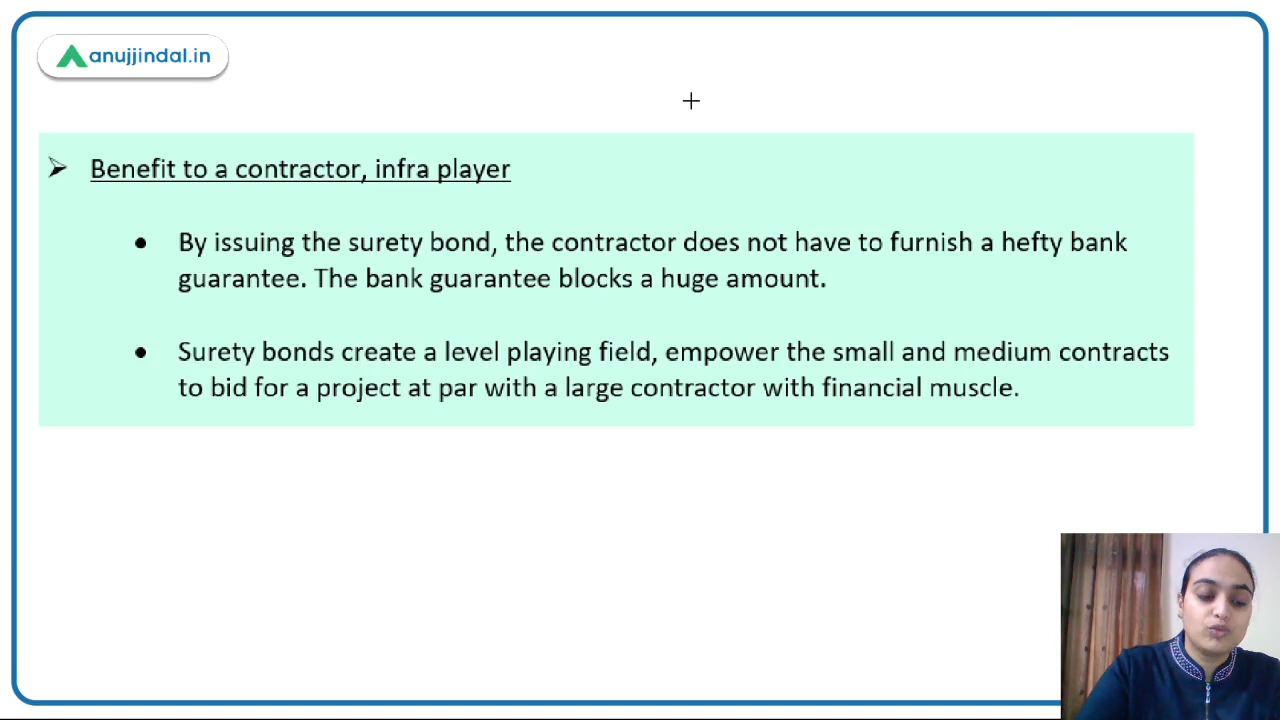 anujjindal.in
➢ Benefit to a contractor, infra player
● By issuing the surety bond, the contractor does not have to furnish a hefty bank
guarantee. The bank guarantee blocks a huge amount.
● Surety bonds create a level playing field, empower the small and medium contracts
to bid for a project at par with a large contractor with financial muscle.